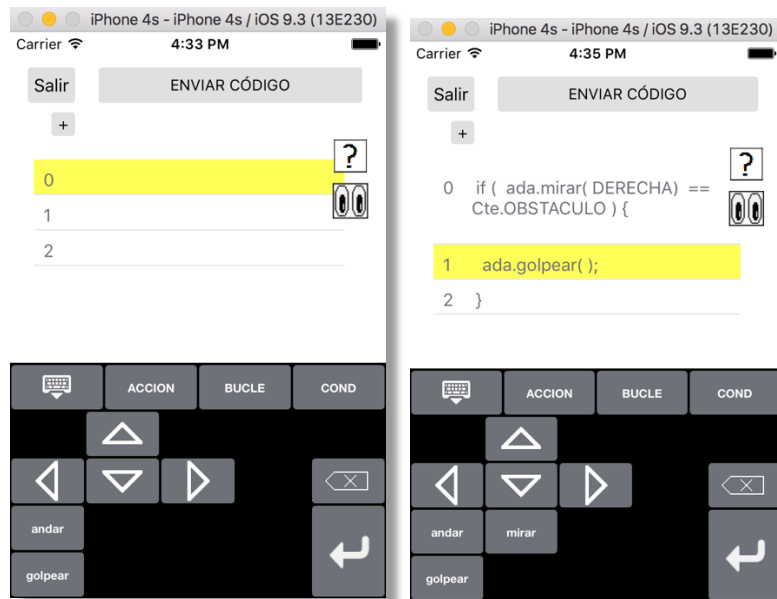 iPhone 4s - iPhone 4s / iOS 9.3 (13E230)
Carrier 4:33 PM
Salir ENVIAR CÓDIGO
+
?
0
1
2
ACCION BUCLE COND
andar
golpear
iPhone 4s - iPhone 4s / iOS 9.3 (13E230)
Carrier 4:35 PM
Salir ENVIAR CÓDIGO
+
?
0 if ( ada.mirar( DERECHA) ==
Cte.OBSTACULO ) {
1 ada.golpear( );
2 }
ACCION BUCLE COND
andar mirar
golpear